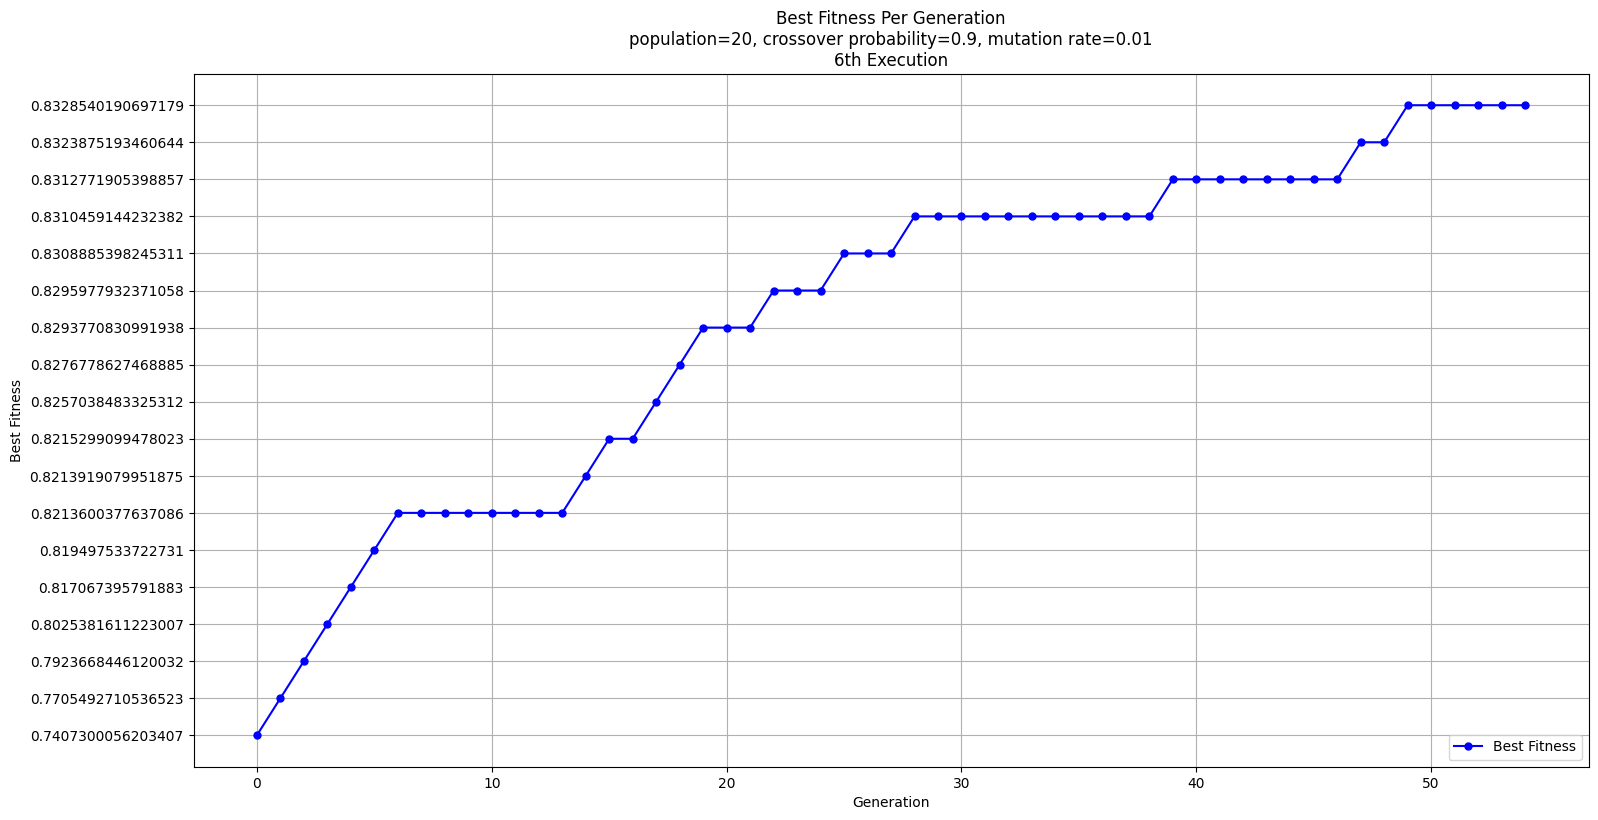 Best Fitness Per Generation
population=20, crossover probability=0.9, mutation rate=0.01
6th Execution
0.8328540190697179
0.8323875193460644
0.8312771905398857
0.8310459144232382
0.8308885398245311
0.8295977932371058
0.8293770830991938
0.8276778627468885
0.8257038483325312
0.8215299099478023
0.8213919079951875
0.8213600377637086
0.819497533722731
0.817067395791883
0.8025381611223007
0.7923668446120032
0.7705492710536523
0.7407300056203407
Best Fitness
Best Fitness
0 10 20 30 40 50
Generation